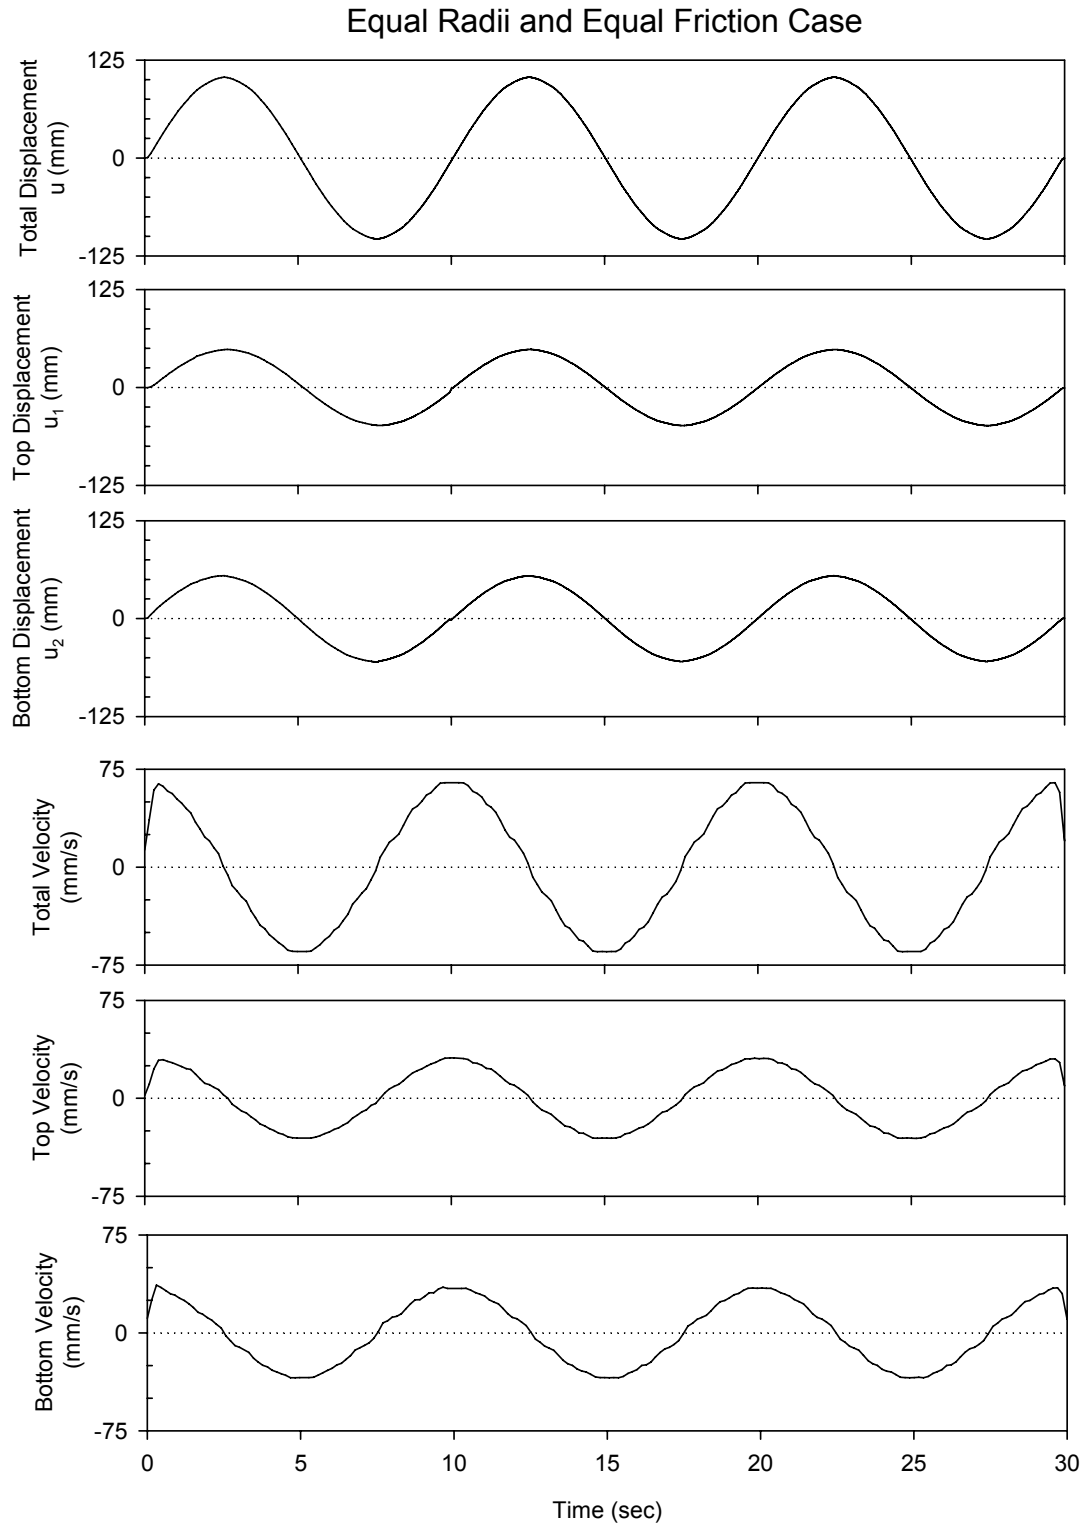 Equal Radii and Equal Friction Case
Total Displacement
u (mm)
125
0
-125
Top Displacement
u1 (mm)
125
0
-125
Bottom Displacement
u2 (mm)
125
0
-125
Total Velocity
(mm/s)
75
0
-75
Top Velocity
(mm/s)
75
0
-75
Bottom Velocity
(mm/s)
75
0
-75
0 5 10 15 20 25 30
Time (sec)